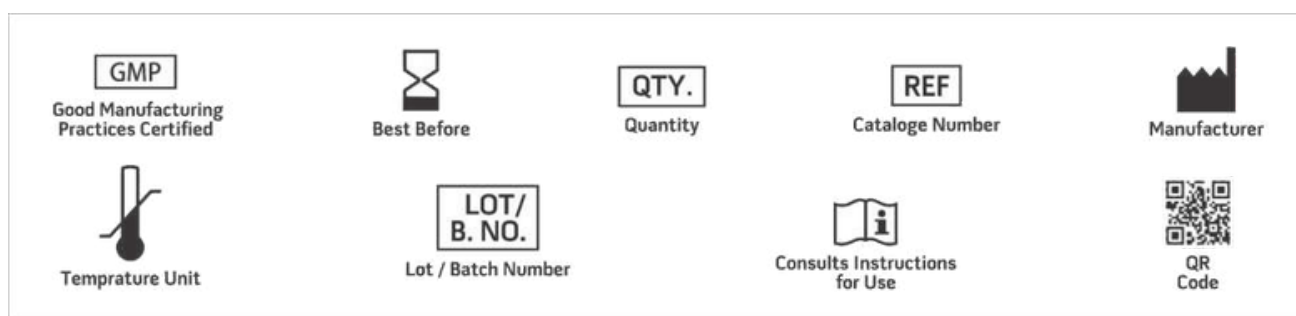 GMP
Good Manufacturing
Practices Certified
Best Before
QTY.
Quantity
REF
Cataloge Number
Manufacturer
Temprature Unit
LOT/
B. NO.
Lot / Batch Number
i
Consults Instructions
for Use
QR
Code